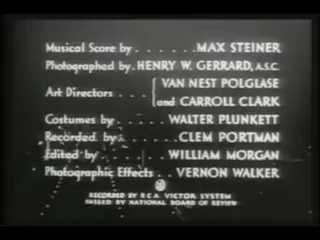 Musical Score by . . . . . . MAX STEINER
Photographed by. HENRY W. GERRARD, A.S.C.
Art Directors . . . { VAN NEST POLGLASE
and CARROLL CLARK
Costumes by . . . . . WALTER PLUNKETT
Recorded by . . . . . . CLEM PORTMAN
Edited by . . . . . WILLIAM MORGAN
Photographic Effects . . VERNON WALKER
RECORDED BY R.C.A. VICTOR SYSTEM
PASSED BY NATIONAL BOARD OF REVIEW